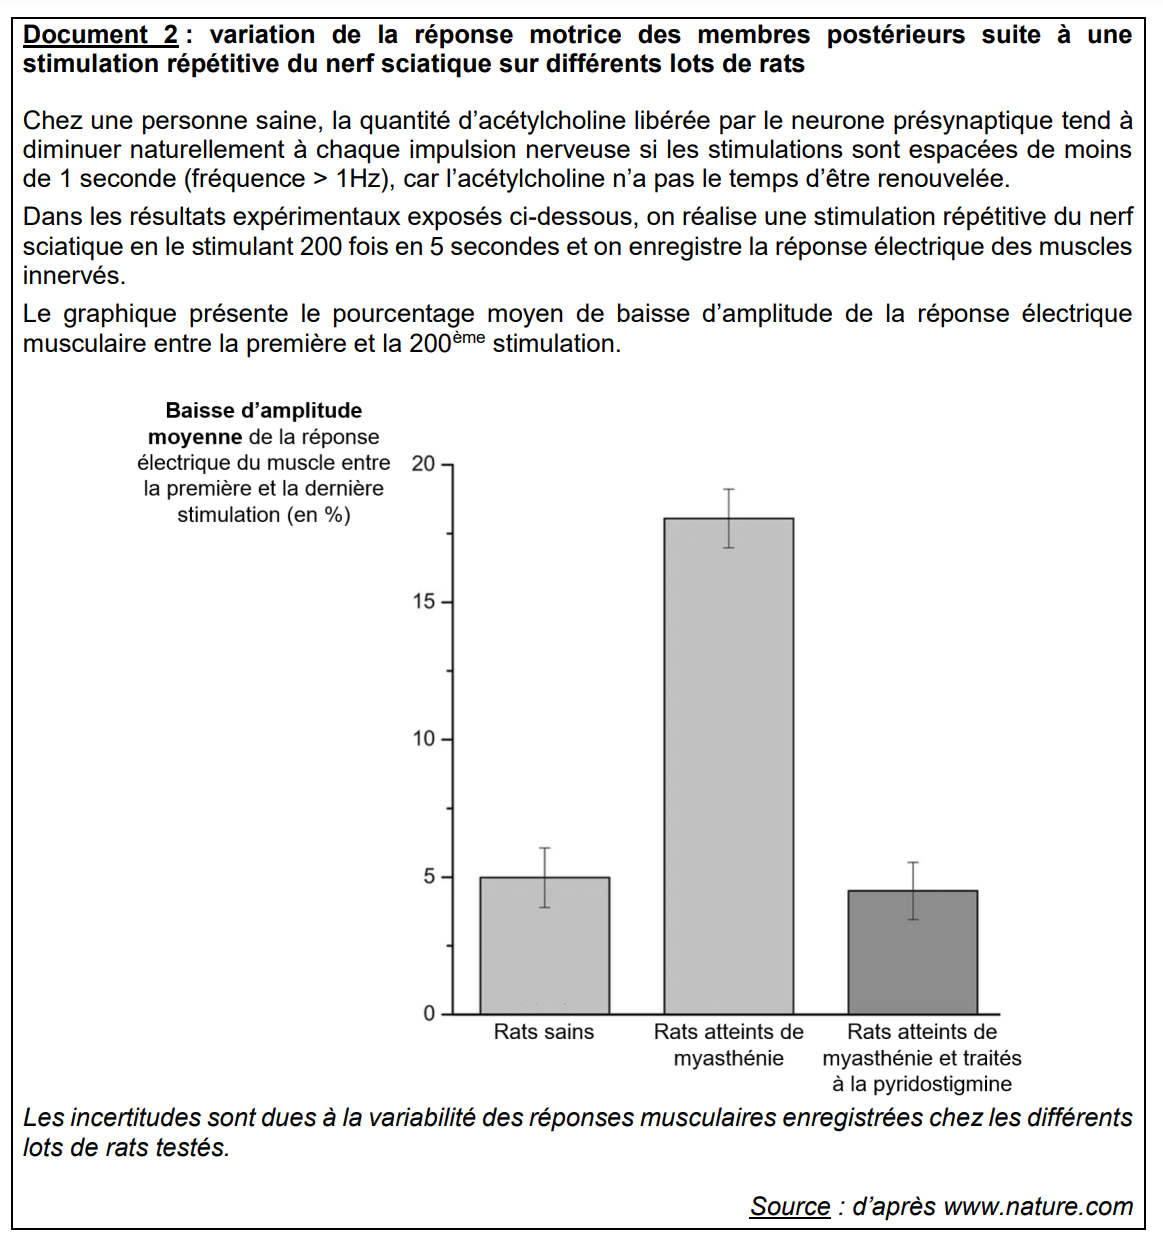 Document 2 : variation de la réponse motrice des membres postérieurs suite à une
stimulation répétitive du nerf sciatique sur différents lots de rats
Chez une personne saine, la quantité d’acétylcholine libérée par le neurone présynaptique tend à
diminuer naturellement à chaque impulsion nerveuse si les stimulations sont espacées de moins
de 1 seconde (fréquence > 1Hz), car l’acétylcholine n’a pas le temps d’être renouvelée.
Dans les résultats expérimentaux exposés ci-dessous, on réalise une stimulation répétitive du nerf
sciatique en le stimulant 200 fois en 5 secondes et on enregistre la réponse électrique des muscles
innervés.
Le graphique présente le pourcentage moyen de baisse d’amplitude de la réponse électrique
musculaire entre la première et la 200ème stimulation.
Baisse d’amplitude
moyenne de la réponse
électrique du muscle entre
la première et la dernière
stimulation (en %)
20
15
10
5
0
Rats sains
Rats atteints de
myasthénie
Rats atteints de
myasthénie et traités
à la pyridostigmine
Les incertitudes sont dues à la variabilité des réponses musculaires enregistrées chez les différents
lots de rats testés.
Source : d’après www.nature.com